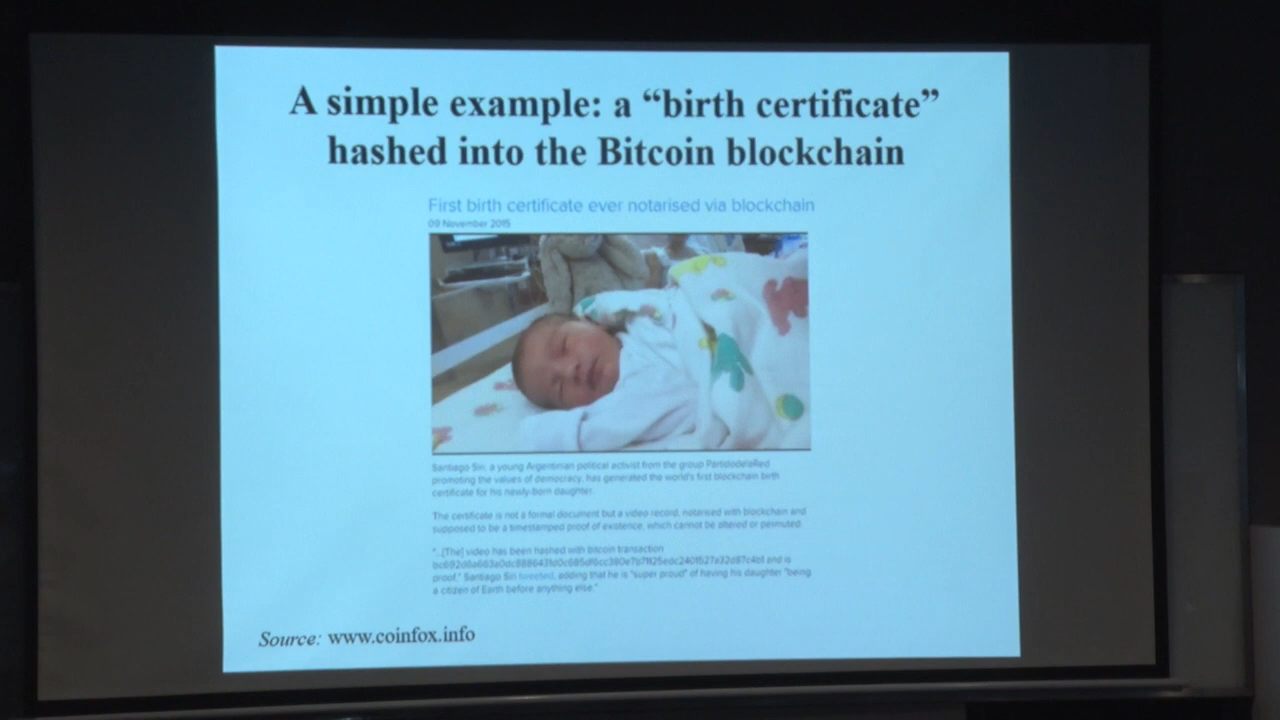 A simple example: a “birth certificate”
hashed into the Bitcoin blockchain
First birth certificate ever notarised via blockchain
09 November 2015
Santiago Siri, a young Argentinian political activist from the group PartidodelaRed
promoting the values of democracy, has generated the world's first blockchain birth
certificate for his newly-born daughter.
The certificate is not a formal document but a video record, notarised with blockchain and
supposed to be a timestamped proof of existence, which cannot be altered or permuted.
"...[The] video has been hashed with bitcoin transaction
and is
proof," Santiago Siri tweeted, adding that he is "super proud" of having his daughter "being
a citizen of Earth before anything else."
Source: www.coinfox.info